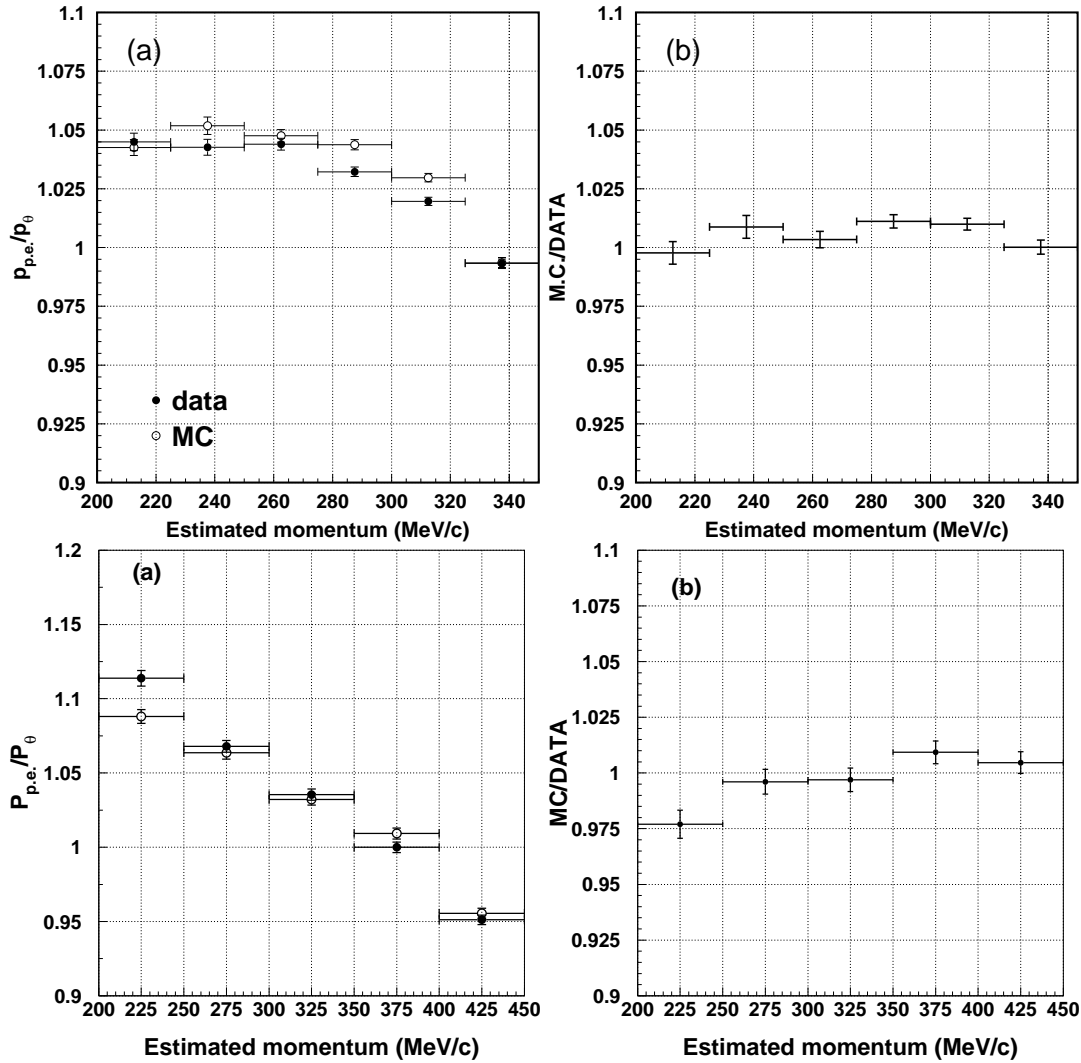 (a)
1.1
1.075
1.05
1.025
1
0.975
0.95
0.925
0.9
p_p.e./p_θ
data
MC
200 220 240 260 280 300 320 340
Estimated momentum (MeV/c)
(b)
1.1
1.075
1.05
1.025
1
0.975
0.95
0.925
0.9
M.C./DATA
200 220 240 260 280 300 320 340
Estimated momentum (MeV/c)
(a)
1.2
1.15
1.1
1.05
1
0.95
0.9
P_p.e./P_θ
200 225 250 275 300 325 350 375 400 425 450
Estimated momentum (MeV/c)
(b)
1.1
1.075
1.05
1.025
1
0.975
0.95
0.925
0.9
MC/DATA
200 225 250 275 300 325 350 375 400 425 450
Estimated momentum (MeV/c)